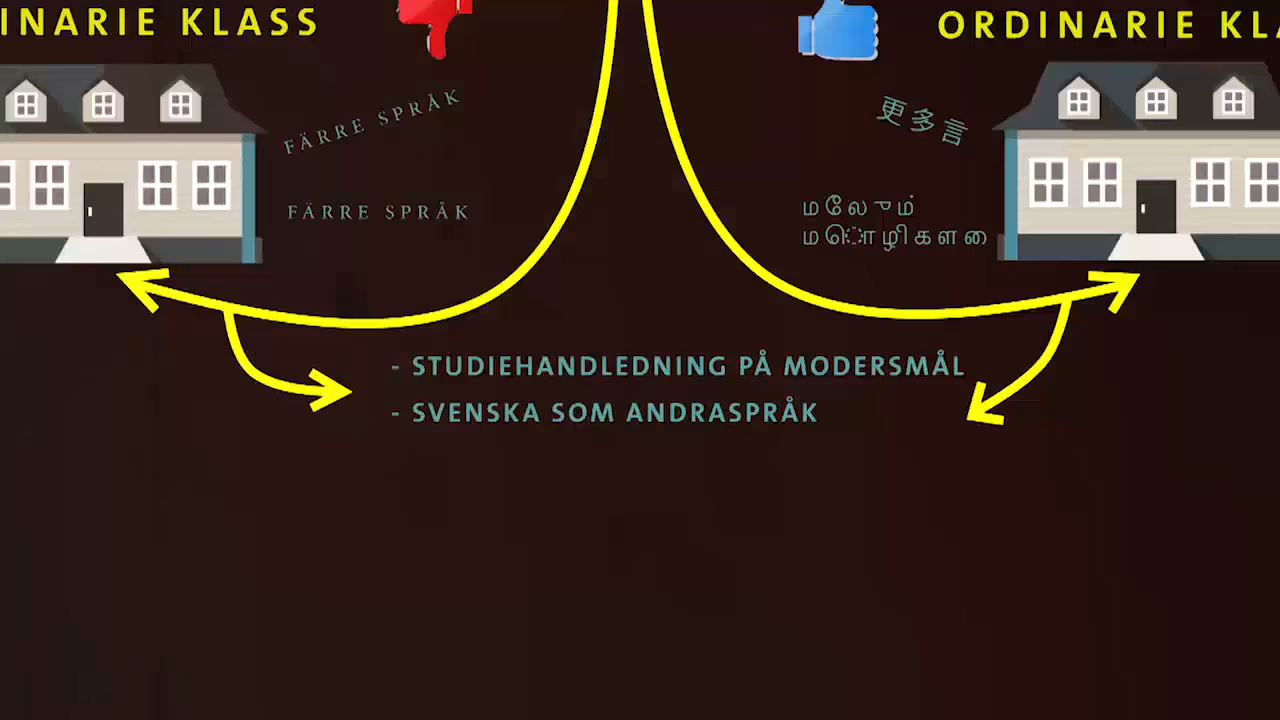 INARIE KLASS
ORDINARIE KLA
FÄRRE SPRÅK
更多言
FÄRRE SPRÅK
- STUDIEHANDLEDNING PÅ MODERSMÅL
- SVENSKA SOM ANDRASPRÅK